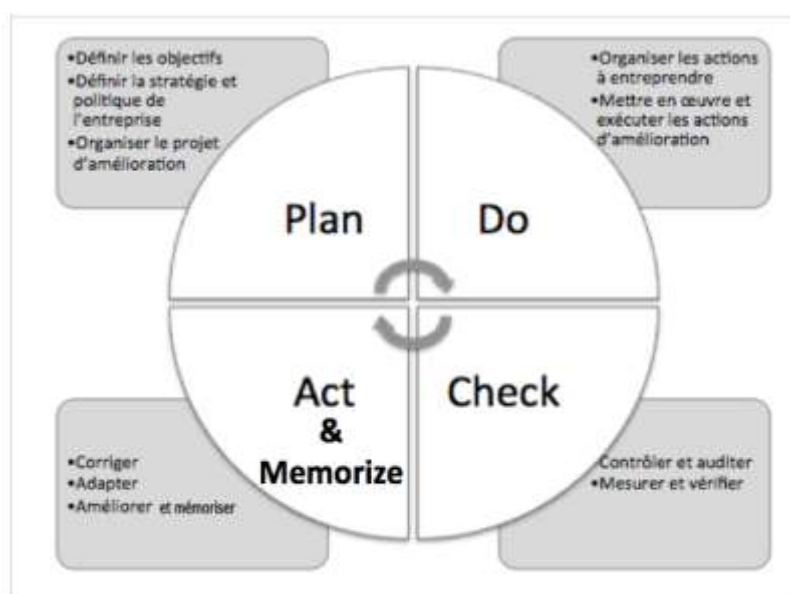 •Définir les objectifs
•Définir la stratégie et
politique de
l'entreprise
•Organiser le projet
d'amélioration
•Organiser les actions
à entreprendre
•Mettre en œuvre et
exécuter les actions
d'amélioration
Plan
Do
Act
&
Memorize
Check
•Corriger
•Adapter
•Améliorer et mémoriser
Contrôler et auditer
•Mesurer et vérifier